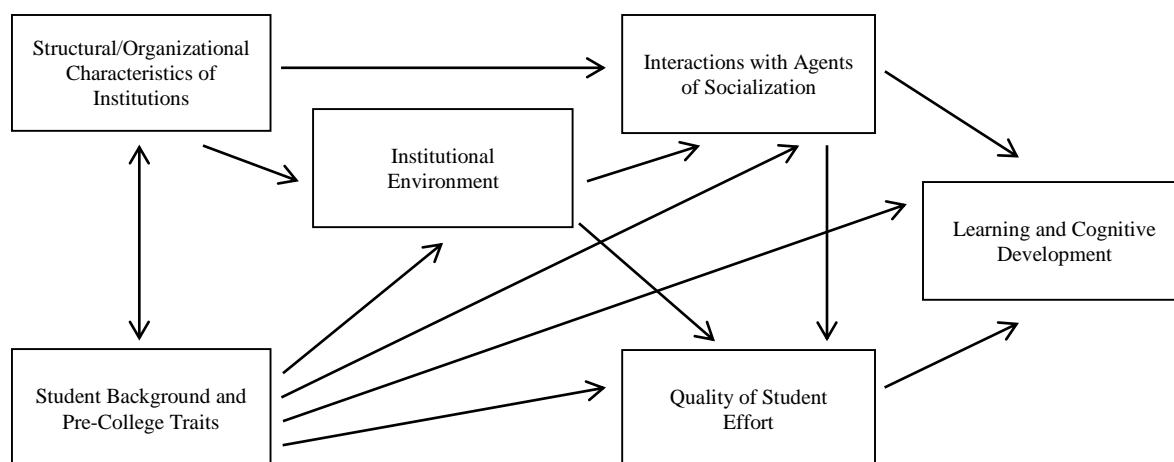 Structural/Organizational
Characteristics of
Institutions
Interactions with Agents
of Socialization
Institutional
Environment
Learning and Cognitive
Development
Student Background and
Pre-College Traits
Quality of Student
Effort